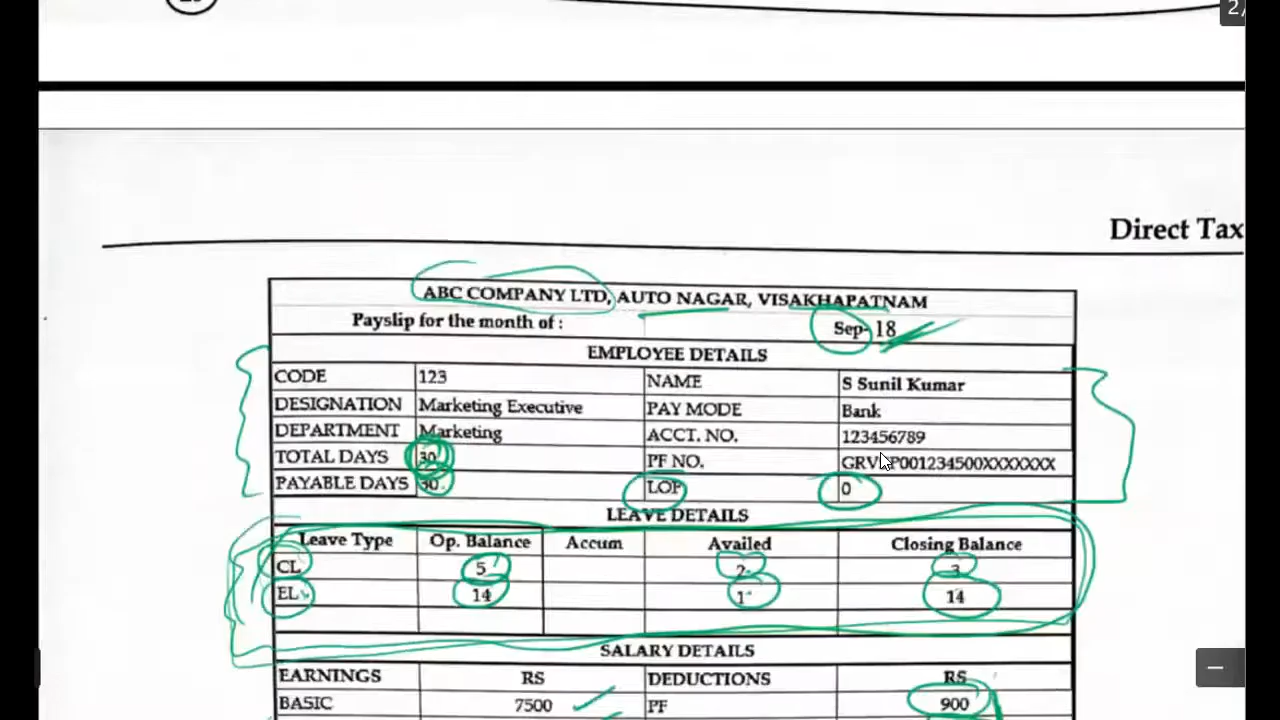 2/
Direct Tax
ABC COMPANY LTD, AUTO NAGAR, VISAKHAPATNAM
Payslip for the month of : Sep-18
EMPLOYEE DETAILS
CODE 123 NAME S Sunil Kumar
DESIGNATION Marketing Executive PAY MODE Bank
DEPARTMENT Marketing ACCT. NO. 123456789
TOTAL DAYS 30 PF NO.
PAYABLE DAYS 30 LOP 0
LEAVE DETAILS
Leave Type Op. Balance Accum Availed Closing Balance
CL 5 2 3
EL 14 1 14
SALARY DETAILS
EARNINGS RS DEDUCTIONS RS
BASIC 7500 PF 900